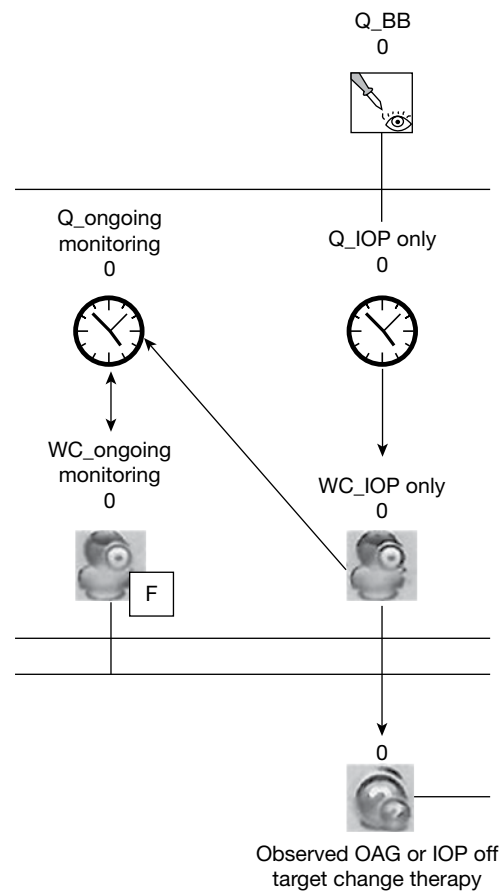 Q_BB
0
Q_ongoing
monitoring
0
Q_IOP only
0
WC_ongoing
monitoring
0
WC_IOP only
0
F
0
Observed OAG or IOP off
target change therapy